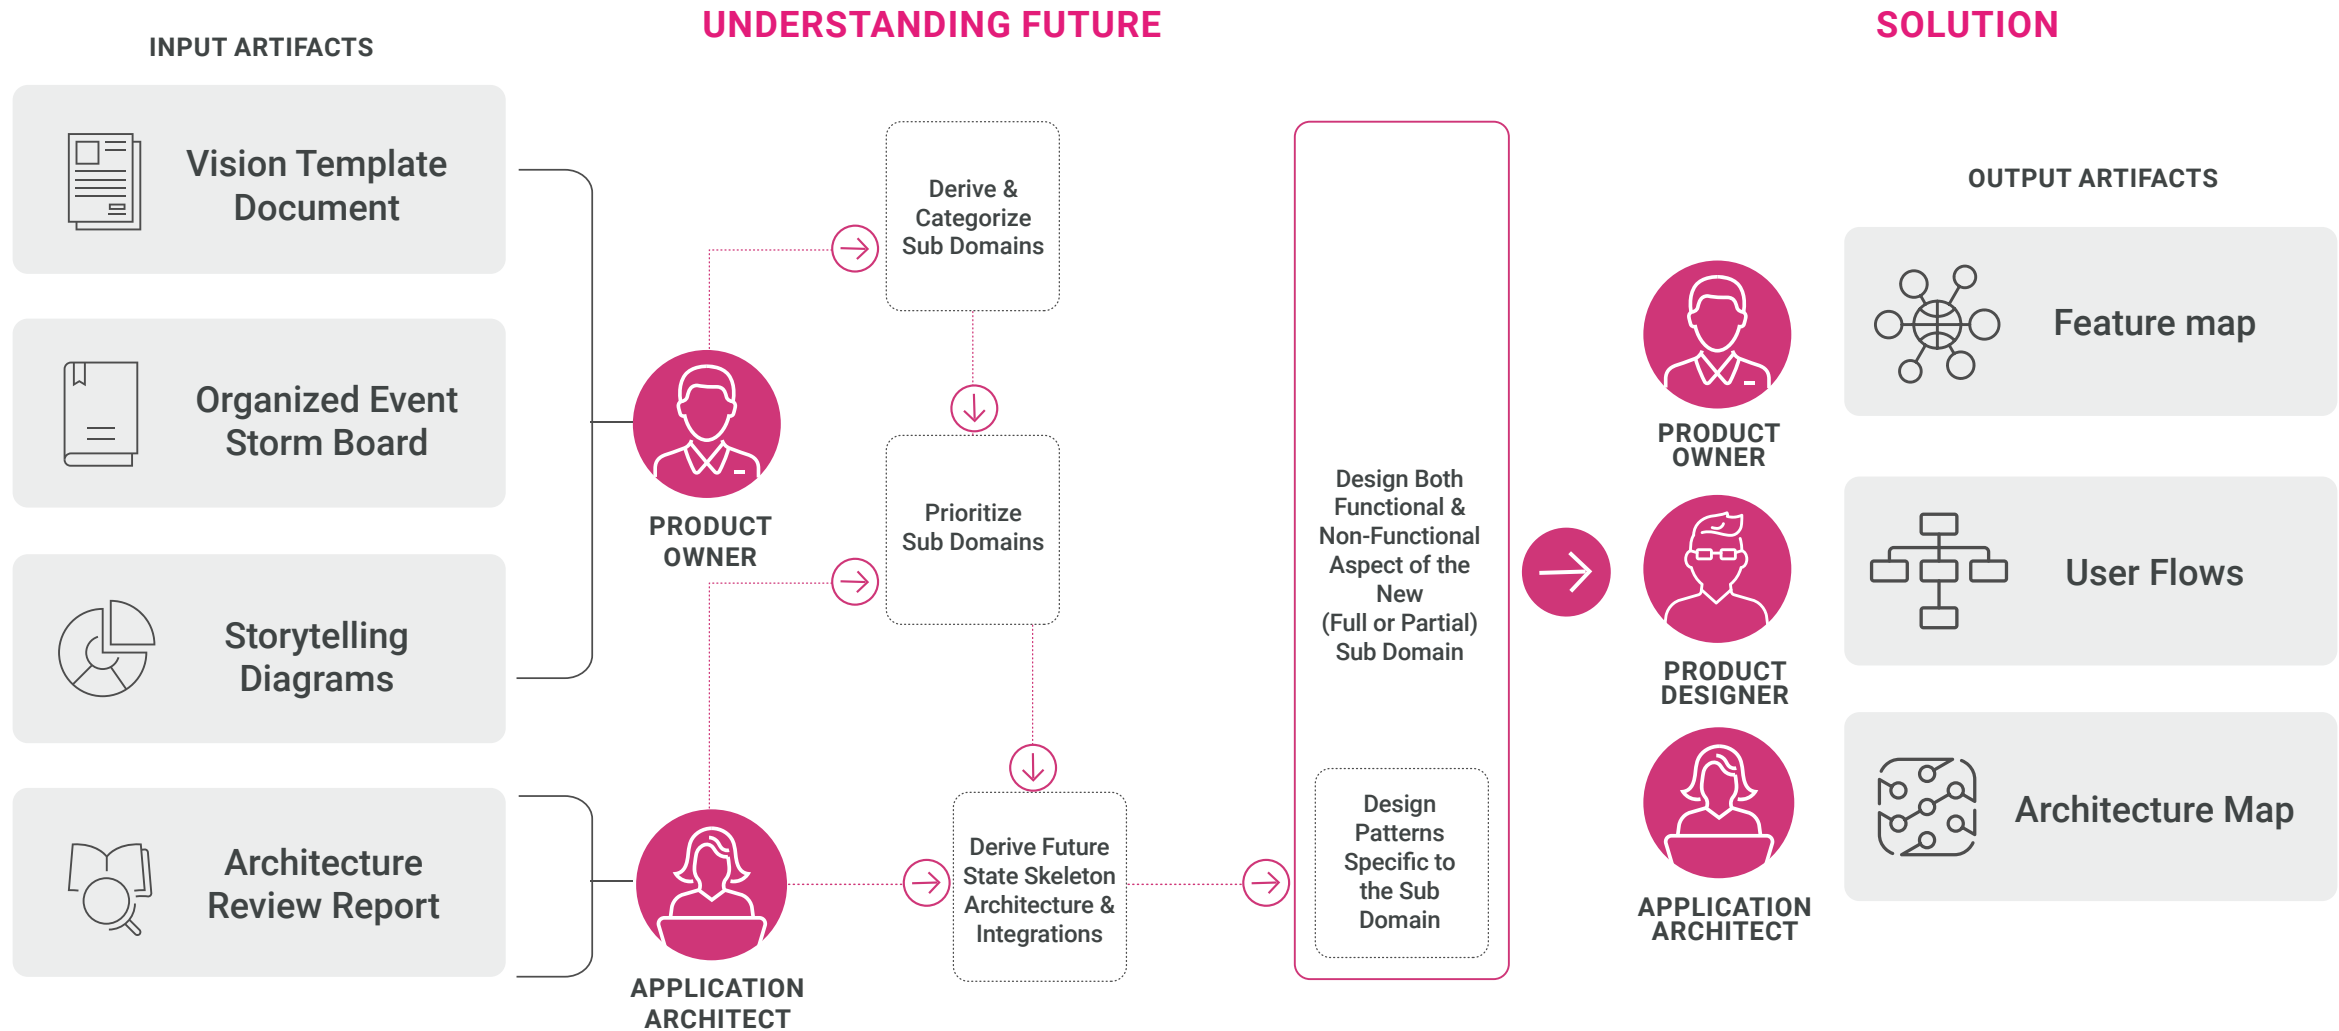 UNDERSTANDING FUTURE
SOLUTION
INPUT ARTIFACTS
Vision Template
Document
Organized Event
Storm Board
Storytelling
Diagrams
Architecture
Review Report
PRODUCT
OWNER
APPLICATION
ARCHITECT
Derive &
Categorize
Sub Domains
Prioritize
Sub Domains
Derive Future
State Skeleton
Architecture &
Integrations
Design Both
Functional &
Non-Functional
Aspect of the
New
(Full or Partial)
Sub Domain
Design
Patterns
Specific to
the Sub
Domain
PRODUCT
OWNER
PRODUCT
DESIGNER
APPLICATION
ARCHITECT
OUTPUT ARTIFACTS
Feature map
User Flows
Architecture Map